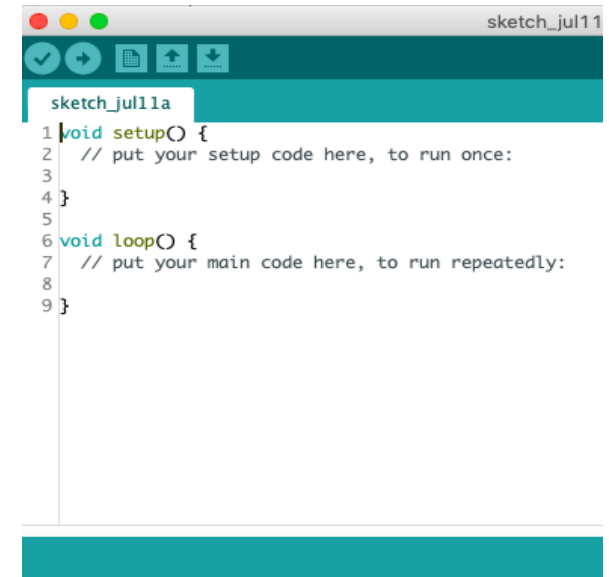 sketch_jul11
sketch_jul11a
1 void setup() {
2   // put your setup code here, to run once:
3
4 }
5
6 void loop() {
7   // put your main code here, to run repeatedly:
8
9 }